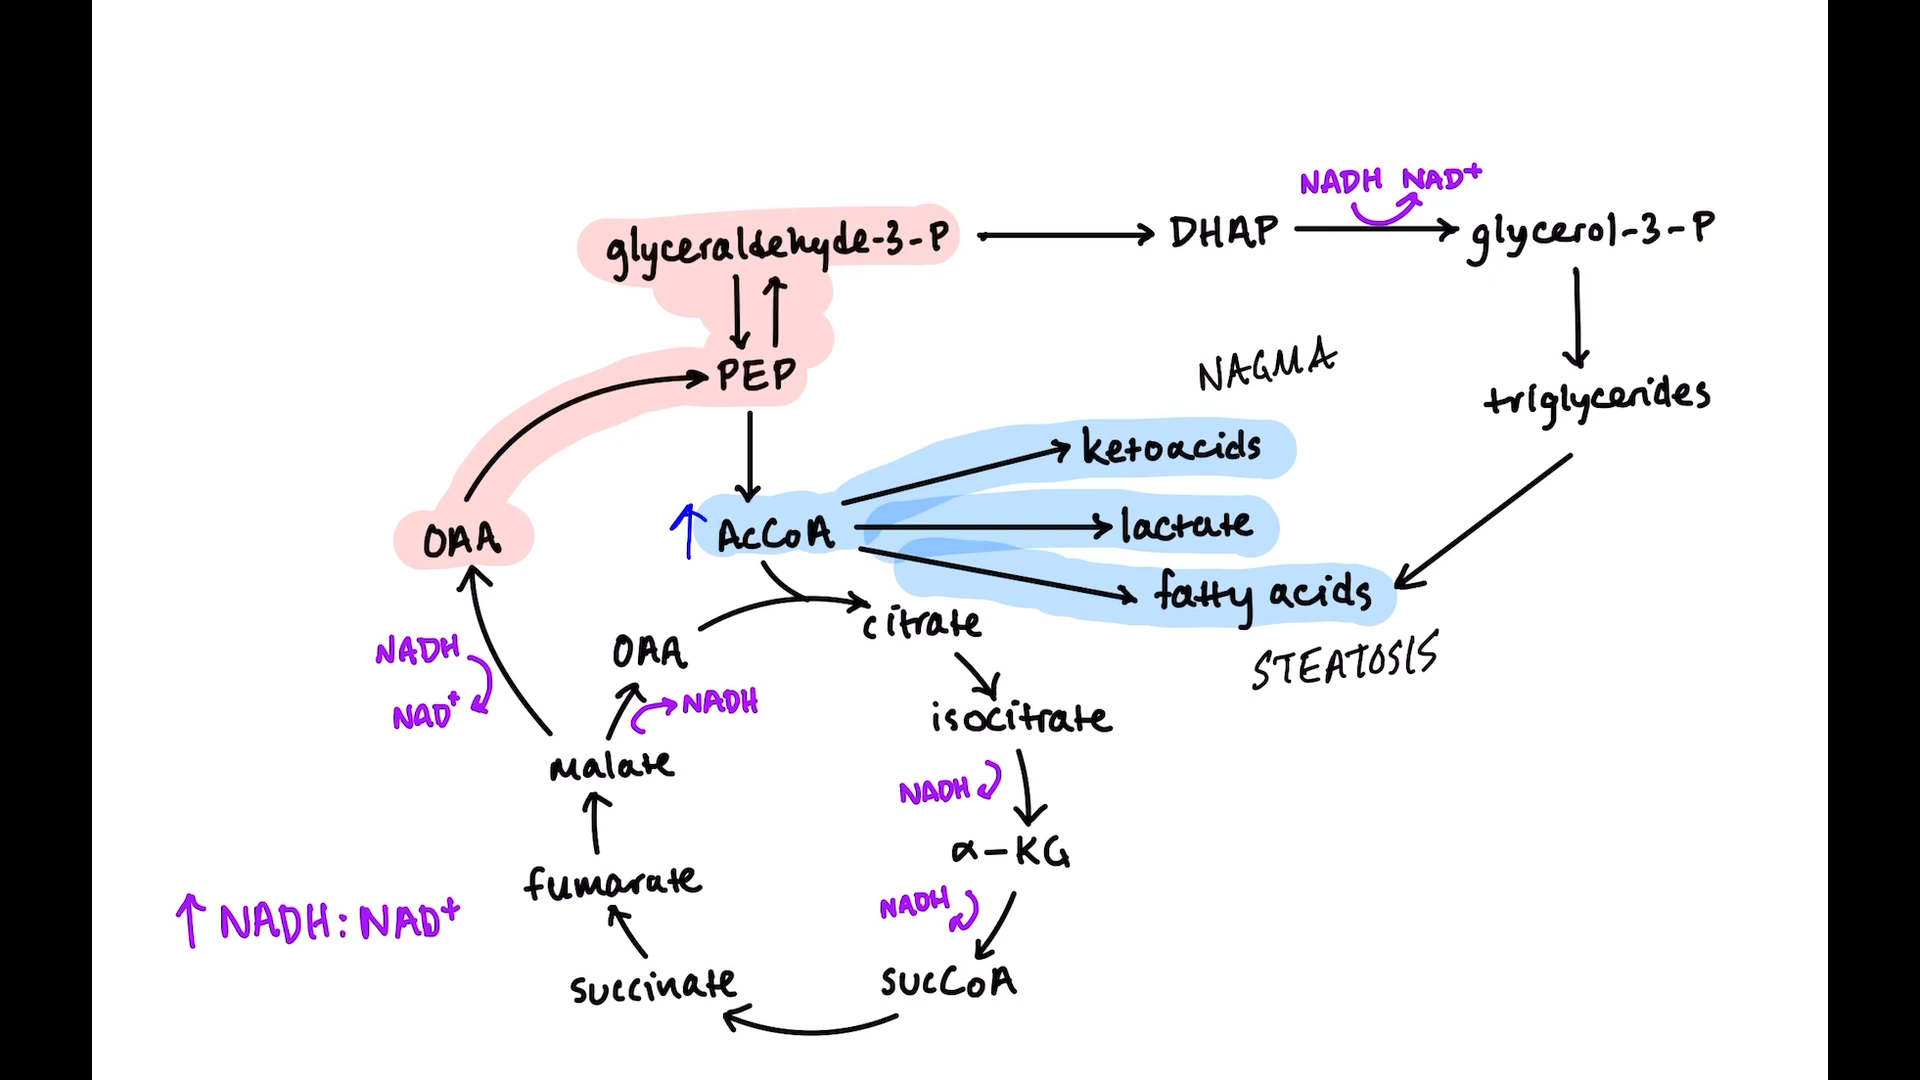 NADH NAD+
glyceraldehyde-3-P
DHAP
glycerol-3-P
PEP
NAGMA
triglycerides
ketoacids
↑ AcCoA
lactate
OAA
fatty acids
citrate
OAA
STEATOSIS
NADH
NAD+
NADH
isocitrate
malate
NADH
α-KG
fumarate
NADH
↑ NADH: NAD+
succinate
sucCoA